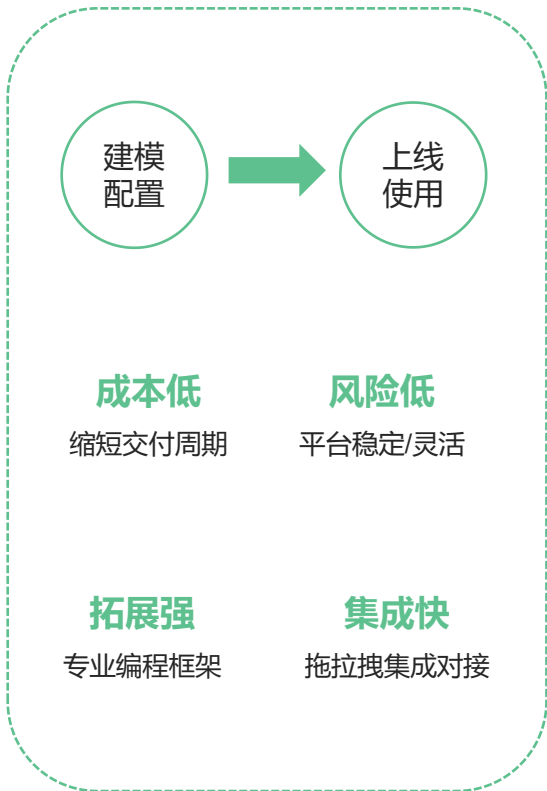 建模
配置
上线
使用
成本低
缩短交付周期
风险低
平台稳定/灵活
拓展强
专业编程框架
集成快
拖拉拽集成对接